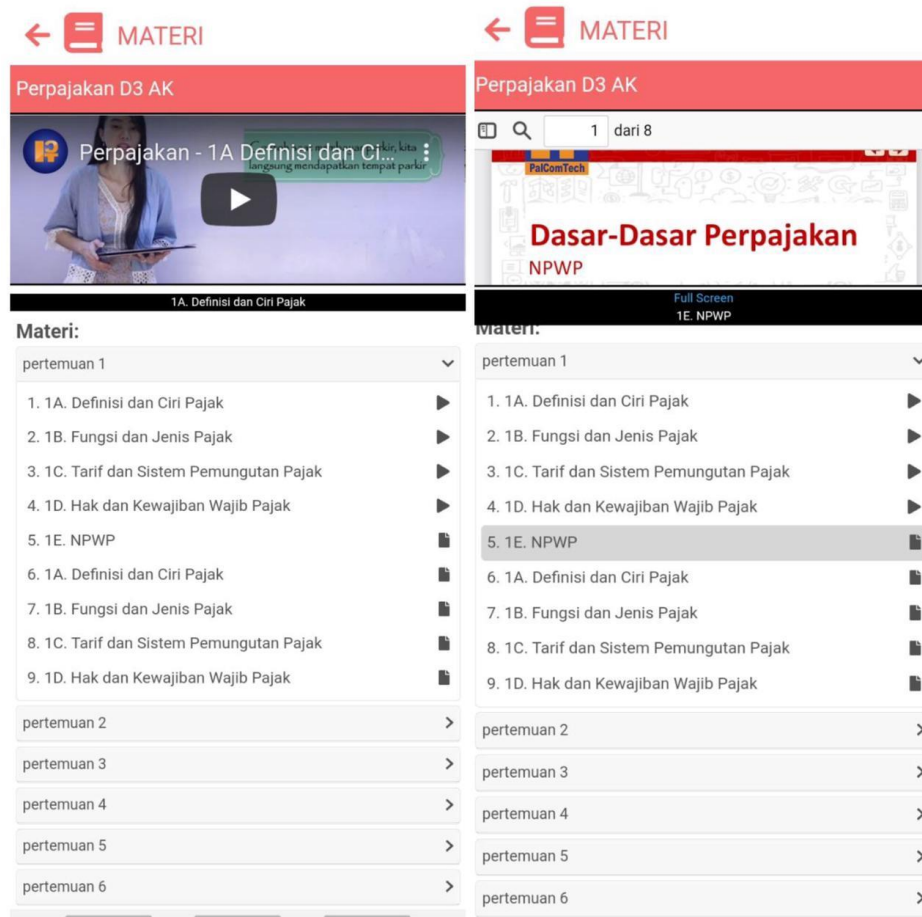 MATERI
Perpajakan D3 AK
Perpajakan - 1A Definisi dan Ci...
langsung mendapatkan tempat parkir
1A. Definisi dan Ciri Pajak
Materi:
pertemuan 1
1. 1A. Definisi dan Ciri Pajak
2. 1B. Fungsi dan Jenis Pajak
3. 1C. Tarif dan Sistem Pemungutan Pajak
4. 1D. Hak dan Kewajiban Wajib Pajak
5. 1E. NPWP
6. 1A. Definisi dan Ciri Pajak
7. 1B. Fungsi dan Jenis Pajak
8. 1C. Tarif dan Sistem Pemungutan Pajak
9. 1D. Hak dan Kewajiban Wajib Pajak
pertemuan 2
pertemuan 3
pertemuan 4
pertemuan 5
pertemuan 6
MATERI
Perpajakan D3 AK
1 dari 8
PalComTech
Dasar-Dasar Perpajakan
NPWP
Full Screen
1E. NPWP
Materi:
pertemuan 1
1. 1A. Definisi dan Ciri Pajak
2. 1B. Fungsi dan Jenis Pajak
3. 1C. Tarif dan Sistem Pemungutan Pajak
4. 1D. Hak dan Kewajiban Wajib Pajak
5. 1E. NPWP
6. 1A. Definisi dan Ciri Pajak
7. 1B. Fungsi dan Jenis Pajak
8. 1C. Tarif dan Sistem Pemungutan Pajak
9. 1D. Hak dan Kewajiban Wajib Pajak
pertemuan 2
pertemuan 3
pertemuan 4
pertemuan 5
pertemuan 6